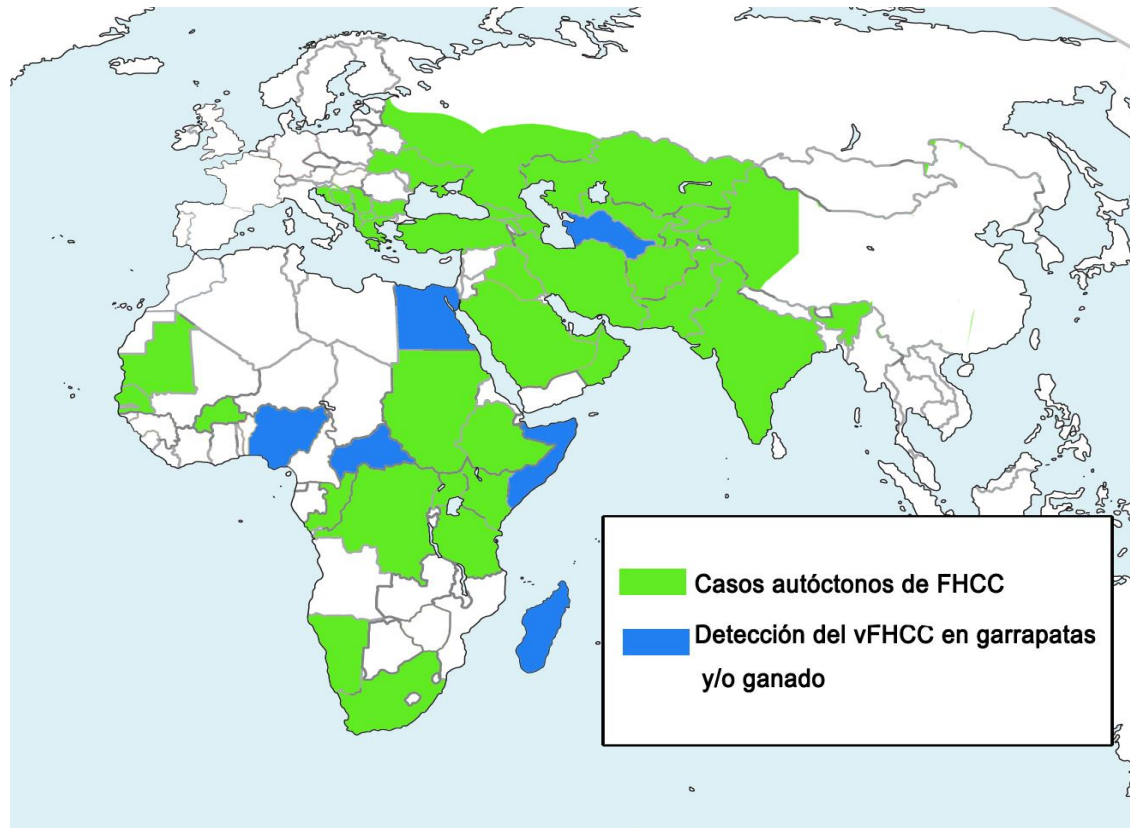 Casos autóctonos de FHCC
Detección del vFHCC en garrapatas
y/o ganado